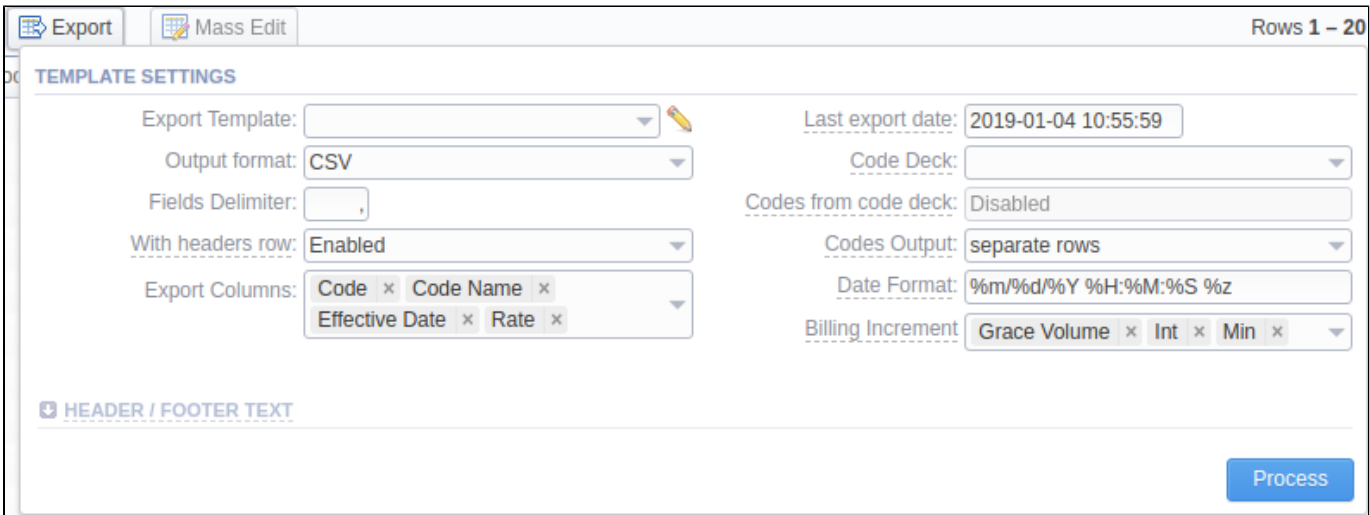 Export Mass Edit Rows 1 – 20
TEMPLATE SETTINGS
Export Template:
Output format: CSV
Fields Delimiter: ,
With headers row: Enabled
Export Columns: Code × Code Name ×
Effective Date × Rate ×
Last export date: 2019-01-04 10:55:59
Code Deck:
Codes from code deck: Disabled
Codes Output: separate rows
Date Format: %m/%d/%Y %H:%M:%S %z
Billing Increment Grace Volume × Int × Min ×
HEADER / FOOTER TEXT
Process